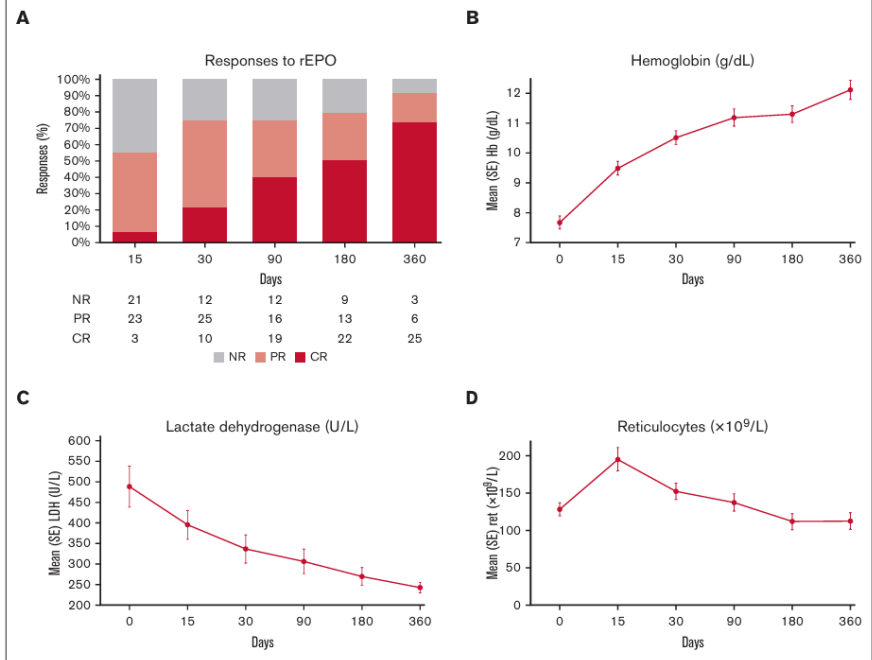 A
Responses to rEPO
Responses (%)
100%
90%
80%
70%
60%
50%
40%
30%
20%
10%
0%
15 30 90 180 360
Days
NR 21 12 12 9 3
PR 23 25 16 13 6
CR 3 10 19 22 25
NR PR CR
B
Hemoglobin (g/dL)
Mean (SE) Hb (g/dL)
12
11
10
9
8
7
0 15 30 90 180 360
Days
C
Lactate dehydrogenase (U/L)
Mean (SE) LDH (U/L)
600
550
500
450
400
350
300
250
200
0 15 30 90 180 360
Days
D
Reticulocytes (×10⁹/L)
Mean (SE) ret (×10⁹/L)
200
150
100
50
0
0 15 30 90 180 360
Days